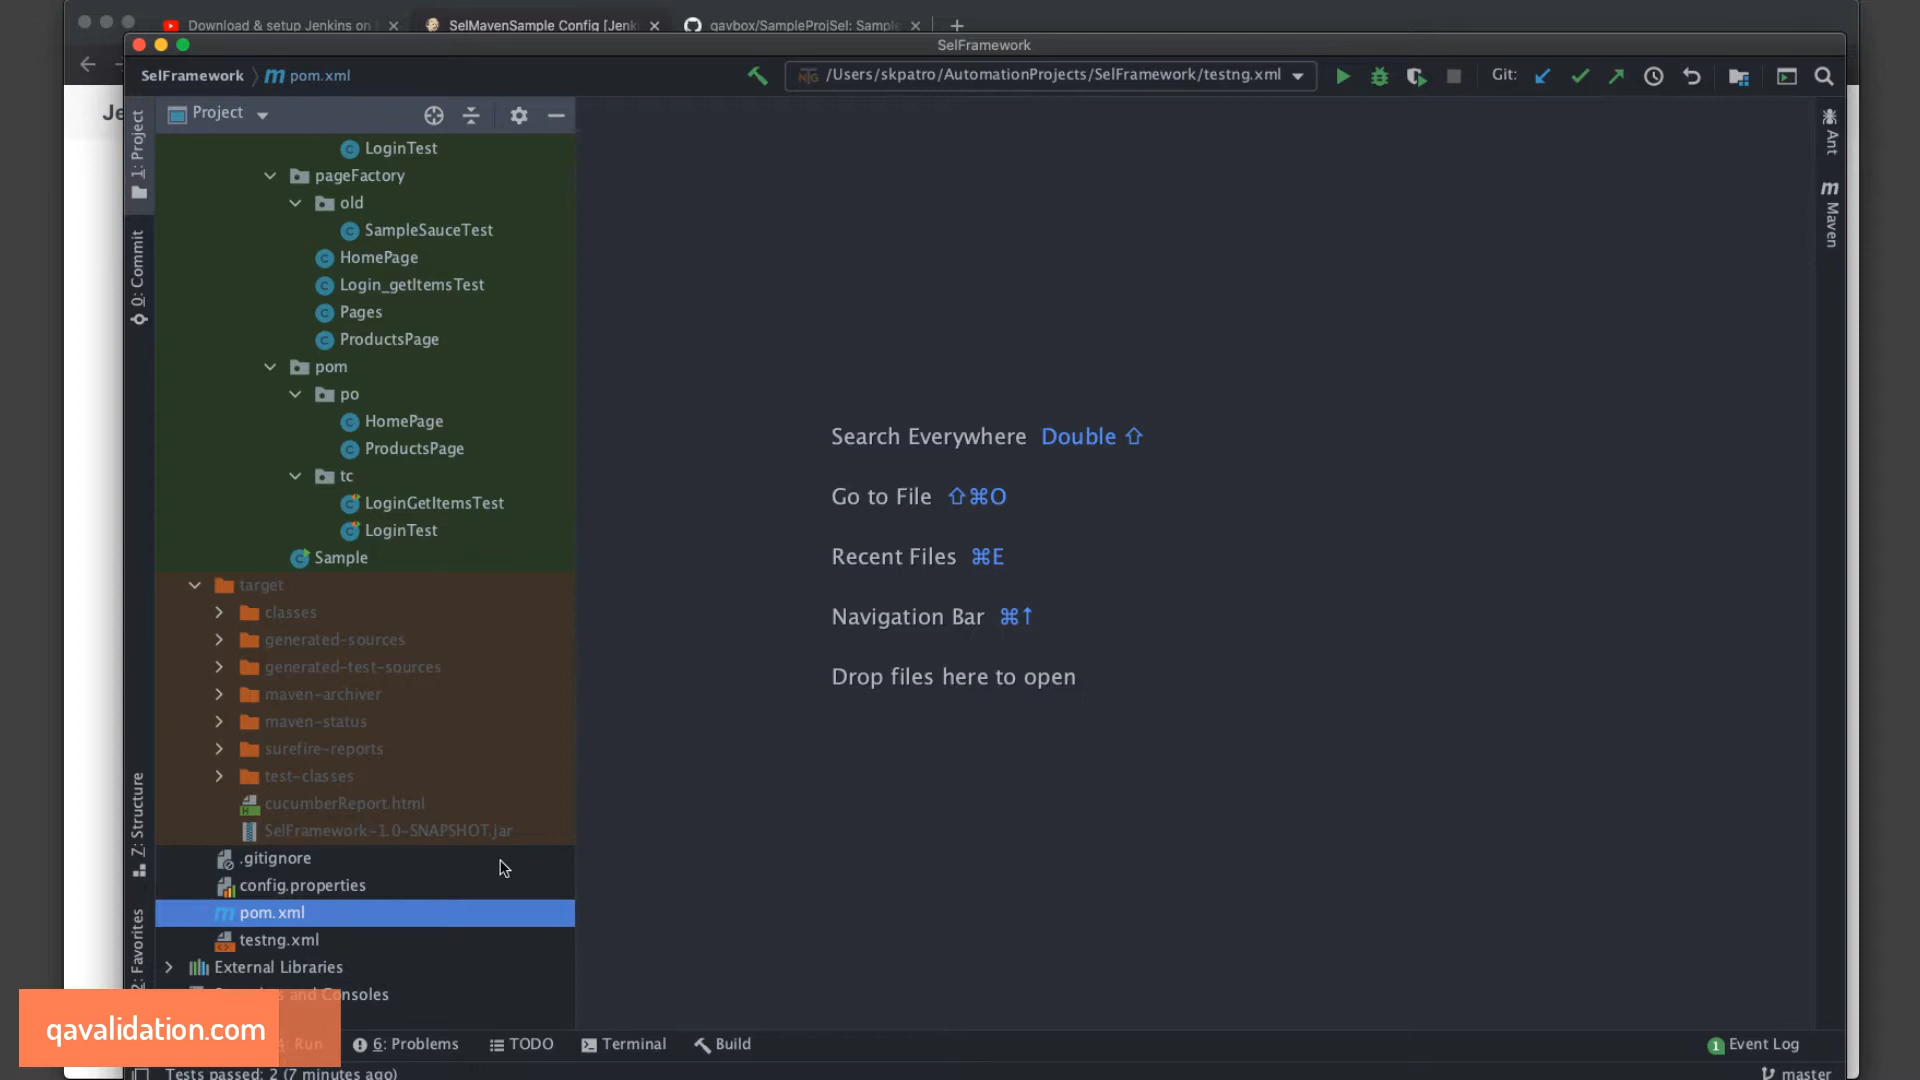 Download & setup Jenkins on
SelMavenSample Config [Jenki
qavbox/SampleProjSel: Sample
SelFramework
SelFramework
pom.xml
/Users/skpatro/AutomationProjects/SelFramework/testng.xml
Git:
Je
Project
1: Project
0: Commit
Z: Structure
2: Favorites
Ant
Maven
LoginTest
pageFactory
old
SampleSauceTest
HomePage
Login_getItemsTest
Pages
ProductsPage
pom
po
HomePage
ProductsPage
tc
LoginGetItemsTest
LoginTest
Sample
target
classes
generated-sources
generated-test-sources
maven-archiver
maven-status
surefire-reports
test-classes
cucumberReport.html
SelFramework-1.0-SNAPSHOT.jar
.gitignore
config.properties
pom.xml
testng.xml
External Libraries
and Consoles
Search Everywhere Double ⇧
Go to File ⇧⌘O
Recent Files ⌘E
Navigation Bar ⌘↑
Drop files here to open
qavalidation.com
Run
6: Problems
TODO
Terminal
Build
1 Event Log
Tests passed: 2 (7 minutes ago)
master